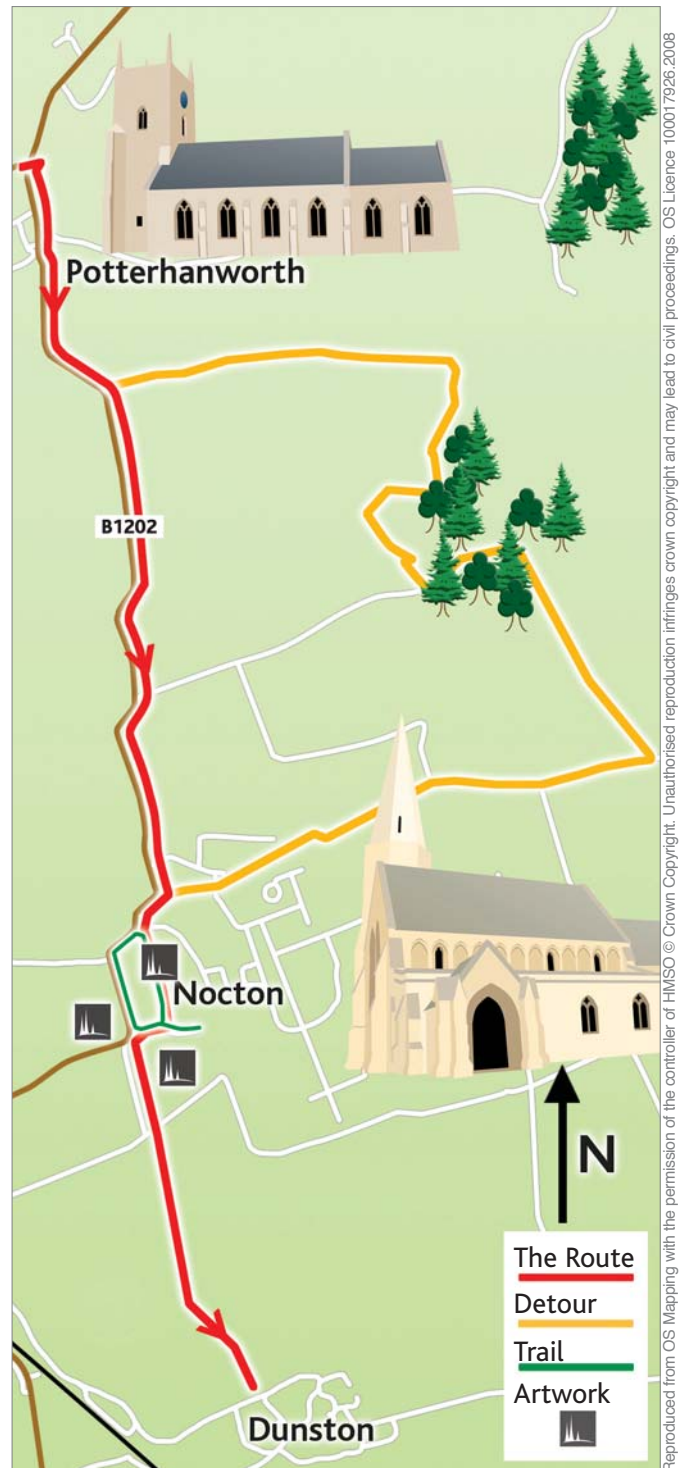 Potterhanworth
B1202
Nocton
N
The Route
Detour
Trail
Artwork
Dunston
Reproduced from OS Mapping with the permission of the controller of HMSO © Crown Copyright. Unauthorised reproduction infringes crown copyright and may lead to civil proceedings. OS Licence 100017926.2008